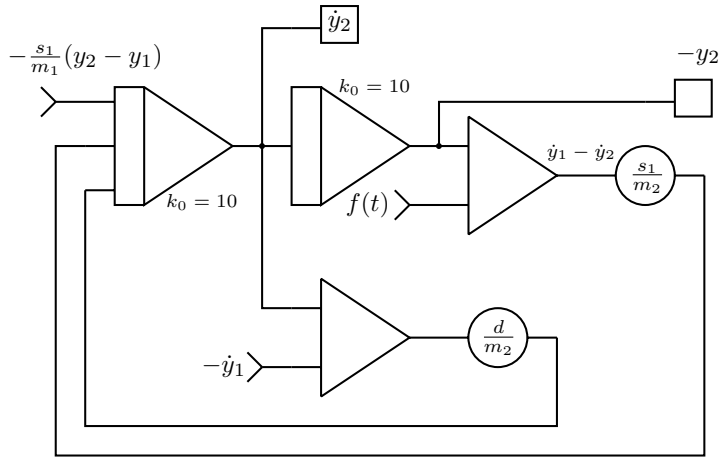 ẏ₂
−s₁/m₁(y₂ − y₁)
−y₂
k₀ = 10
ẏ₁ − ẏ₂
s₁/m₂
k₀ = 10
f(t)
d/m₂
−ẏ₁